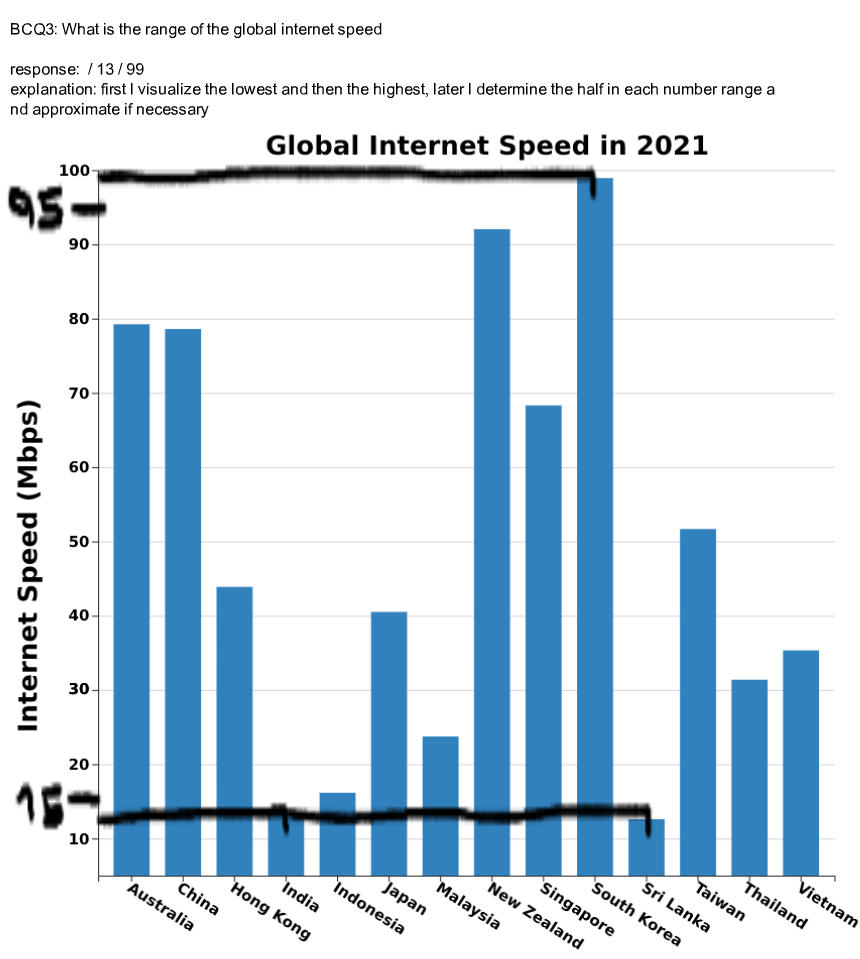 BCQ3: What is the range of the global internet speed
response:  / 13 / 99
explanation: first I visualize the lowest and then the highest, later I determine the half in each number range a
nd approximate if necessary
Global Internet Speed in 2021
100
95
90
80
70
60
50
40
30
20
15
10
Internet Speed (Mbps)
Australia
China
Hong Kong
India
Indonesia
Japan
Malaysia
New Zealand
Singapore
South Korea
Sri Lanka
Taiwan
Thailand
Vietnam